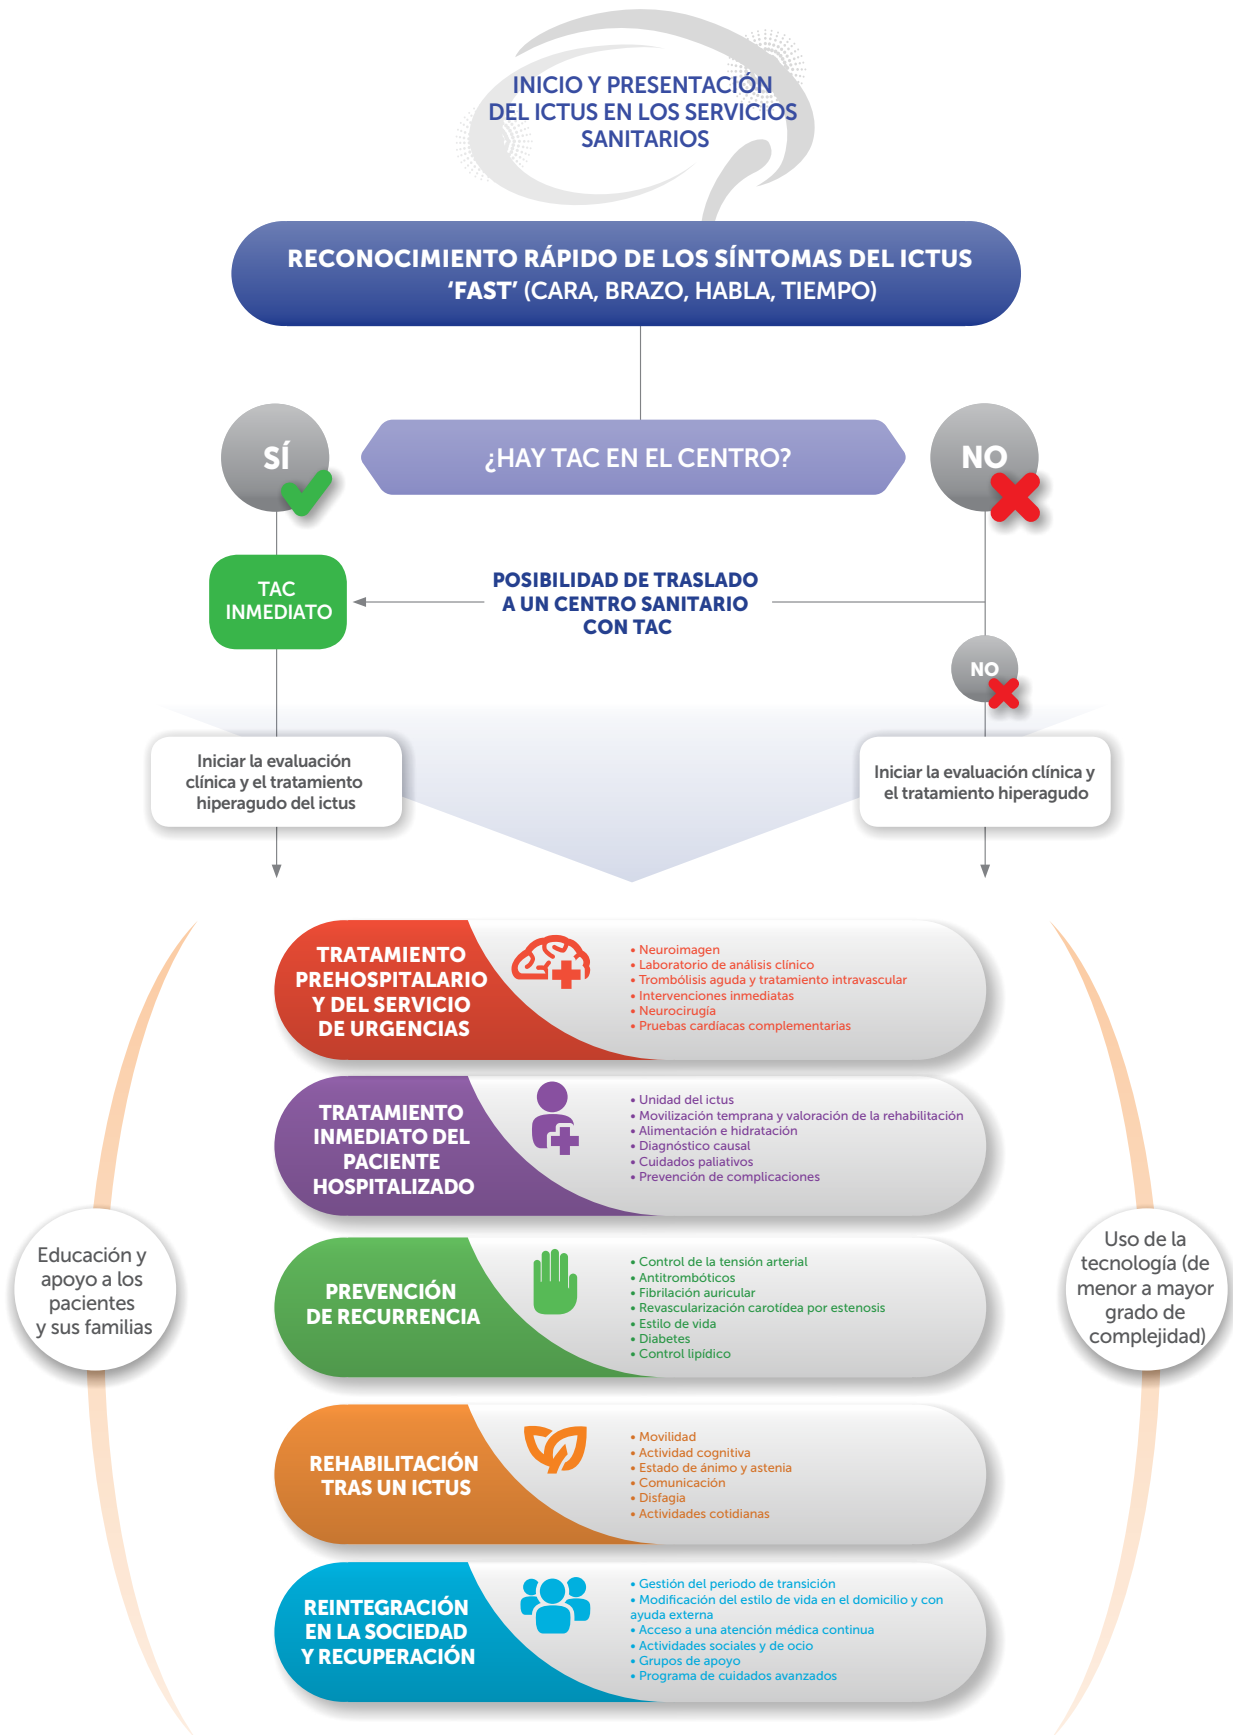 INICIO Y PRESENTACIÓN
DEL ICTUS EN LOS SERVICIOS
SANITARIOS
RECONOCIMIENTO RÁPIDO DE LOS SÍNTOMAS DEL ICTUS
'FAST' (CARA, BRAZO, HABLA, TIEMPO)
SÍ
¿HAY TAC EN EL CENTRO?
NO
TAC
INMEDIATO
POSIBILIDAD DE TRASLADO
A UN CENTRO SANITARIO
CON TAC
NO
Iniciar la evaluación
clínica y el tratamiento
hiperagudo del ictus
Iniciar la evaluación clínica y
el tratamiento hiperagudo
TRATAMIENTO
PREHOSPITALARIO
Y DEL SERVICIO
DE URGENCIAS
• Neuroimagen
• Laboratorio de análisis clínico
• Trombólisis aguda y tratamiento intravascular
• Intervenciones inmediatas
• Neurocirugía
• Pruebas cardíacas complementarias
TRATAMIENTO
INMEDIATO DEL
PACIENTE
HOSPITALIZADO
• Unidad del ictus
• Movilización temprana y valoración de la rehabilitación
• Alimentación e hidratación
• Diagnóstico causal
• Cuidados paliativos
• Prevención de complicaciones
Educación y
apoyo a los
pacientes
y sus familias
PREVENCIÓN
DE RECURRENCIA
• Control de la tensión arterial
• Antitrombóticos
• Fibrilación auricular
• Revascularización carotídea por estenosis
• Estilo de vida
• Diabetes
• Control lipídico
Uso de la
tecnología (de
menor a mayor
grado de
complejidad)
REHABILITACIÓN
TRAS UN ICTUS
• Movilidad
• Actividad cognitiva
• Estado de ánimo y astenia
• Comunicación
• Disfagia
• Actividades cotidianas
REINTEGRACIÓN
EN LA SOCIEDAD
Y RECUPERACIÓN
• Gestión del periodo de transición
• Modificación del estilo de vida en el domicilio y con
ayuda externa
• Acceso a una atención médica continua
• Actividades sociales y de ocio
• Grupos de apoyo
• Programa de cuidados avanzados